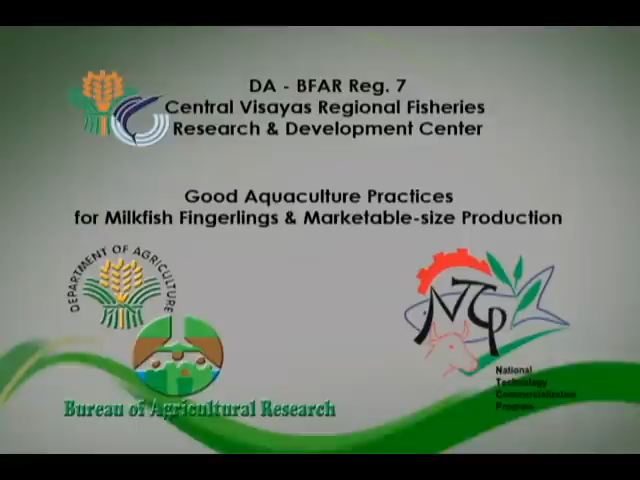 DA - BFAR Reg. 7
Central Visayas Regional Fisheries
Research & Development Center
Good Aquaculture Practices
for Milkfish Fingerlings & Marketable-size Production
DEPARTMENT OF AGRICULTURE
NTCP
National
Technology
Commercialization
Program
Bureau of Agricultural Research